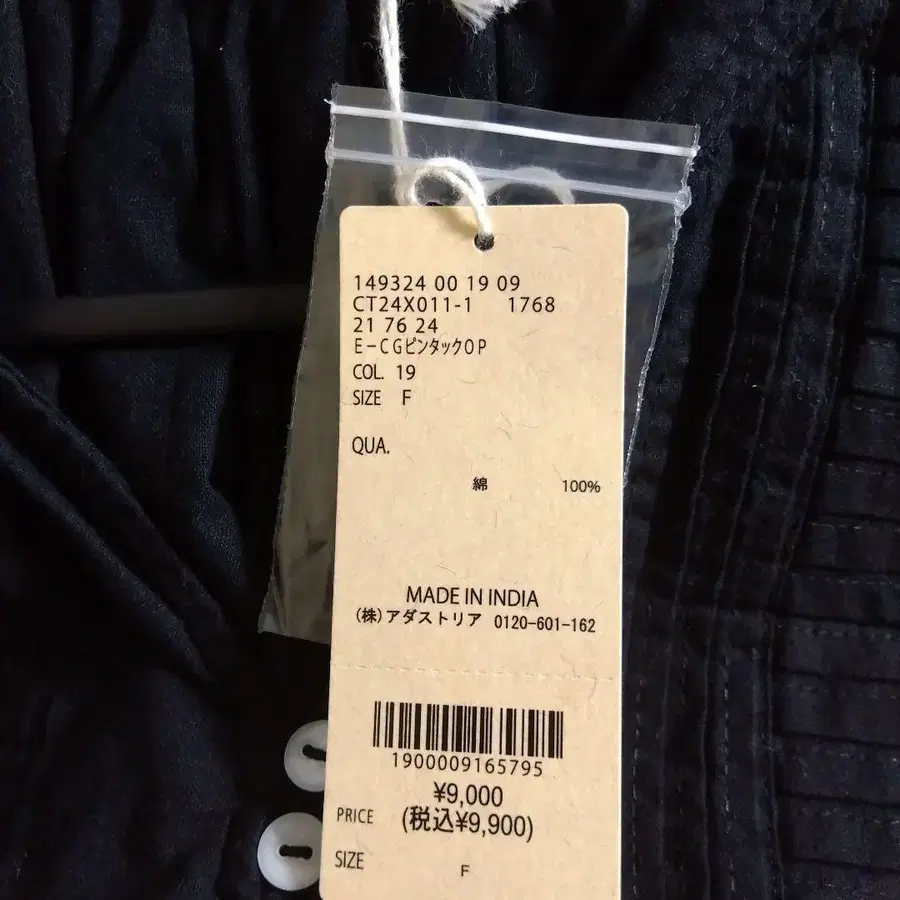 149324 00 19 09
CT24X011-1 1768
21 76 24
E-CGピンタックOP
COL. 19
SIZE F
QUA.
綿 100%
MADE IN INDIA
(株)アダストリア 0120-601-162
1900009165795
¥9,000
PRICE (税込¥9,900)
SIZE F